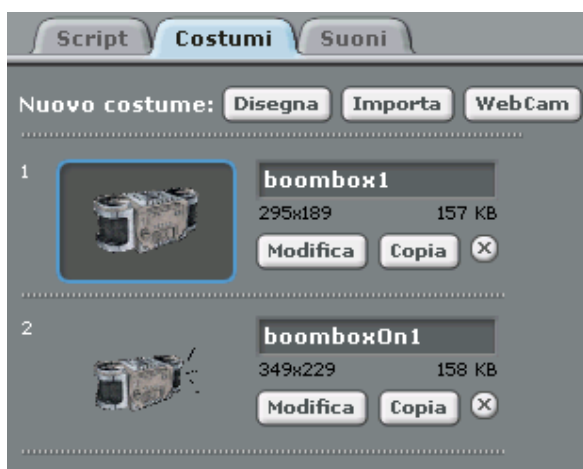 Script Costumi Suoni
Nuovo costume: Disegna Importa WebCam
1
boombox1
295x189 157 KB
Modifica Copia
2
boomboxOn1
349x229 158 KB
Modifica Copia